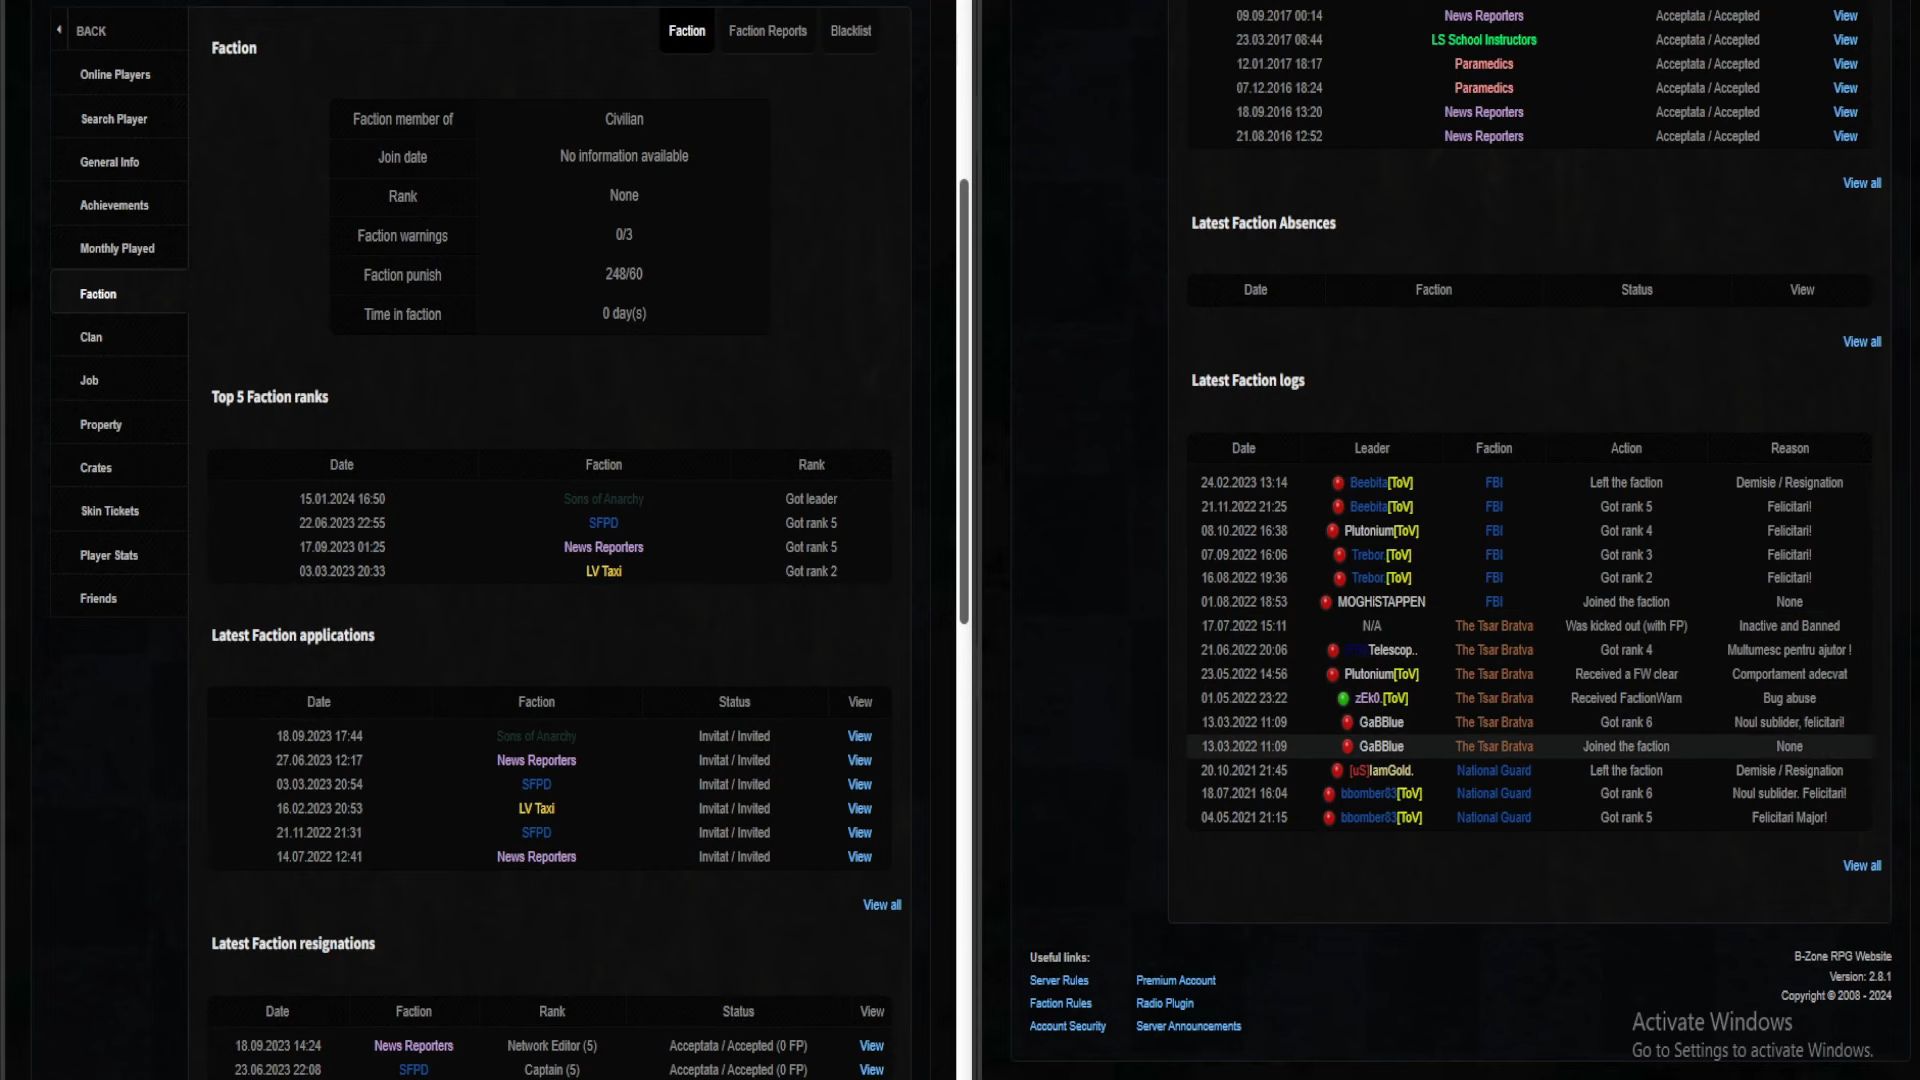 BACK
Online Players
Search Player
General Info
Achievements
Monthly Played
Faction
Clan
Job
Property
Crates
Skin Tickets
Player Stats
Friends
Faction
Faction Faction Reports Blacklist
Faction member of Civilian
Join date No information available
Rank None
Faction warnings 0/3
Faction punish 248/60
Time in faction 0 day(s)
Top 5 Faction ranks
Date Faction Rank
15.01.2024 16:50 Sons of Anarchy Got leader
22.06.2023 22:55 SFPD Got rank 5
17.09.2023 01:25 News Reporters Got rank 5
03.03.2023 20:33 LV Taxi Got rank 2
Latest Faction applications
Date Faction Status View
18.09.2023 17:44 Sons of Anarchy Invitat / Invited View
27.06.2023 12:17 News Reporters Invitat / Invited View
03.03.2023 20:54 SFPD Invitat / Invited View
16.02.2023 20:53 LV Taxi Invitat / Invited View
21.11.2022 21:31 SFPD Invitat / Invited View
14.07.2022 12:41 News Reporters Invitat / Invited View
View all
Latest Faction resignations
Date Faction Rank Status View
18.09.2023 14:24 News Reporters Network Editor (5) Acceptata / Accepted (0 FP) View
23.06.2023 22:08 SFPD Captain (5) Acceptata / Accepted (0 FP) View
09.09.2017 00:14 News Reporters Acceptata / Accepted View
23.03.2017 08:44 LS School Instructors Acceptata / Accepted View
12.01.2017 18:17 Paramedics Acceptata / Accepted View
07.12.2016 18:24 Paramedics Acceptata / Accepted View
18.09.2016 13:20 News Reporters Acceptata / Accepted View
21.08.2016 12:52 News Reporters Acceptata / Accepted View
View all
Latest Faction Absences
Date Faction Status View
View all
Latest Faction logs
Date Leader Faction Action Reason
24.02.2023 13:14 Beebita[ToV] FBI Left the faction Demisie / Resignation
21.11.2022 21:25 Beebita[ToV] FBI Got rank 5 Felicitari!
08.10.2022 16:38 Plutonium[ToV] FBI Got rank 4 Felicitari!
07.09.2022 16:06 Trebor.[ToV] FBI Got rank 3 Felicitari!
16.08.2022 19:36 Trebor.[ToV] FBI Got rank 2 Felicitari!
01.08.2022 18:53 MOGHiSTAPPEN FBI Joined the faction None
17.07.2022 15:11 N/A The Tsar Bratva Was kicked out (with FP) Inactive and Banned
21.06.2022 20:06 Telescop.. The Tsar Bratva Got rank 4 Multumesc pentru ajutor !
23.05.2022 14:56 Plutonium[ToV] The Tsar Bratva Received a FW clear Comportament adecvat
01.05.2022 23:22 zEk0.[ToV] The Tsar Bratva Received FactionWarn Bug abuse
13.03.2022 11:09 GaBBlue The Tsar Bratva Got rank 6 Noul sublider, felicitari!
13.03.2022 11:09 GaBBlue The Tsar Bratva Joined the faction None
20.10.2021 21:45 [uS]IamGold. National Guard Left the faction Demisie / Resignation
18.07.2021 16:04 bbomber83[ToV] National Guard Got rank 6 Noul sublider. Felicitari!
04.05.2021 21:15 bbomber83[ToV] National Guard Got rank 5 Felicitari Major!
View all
Useful links:
Server Rules Premium Account
Faction Rules Radio Plugin
Account Security Server Announcements
B-Zone RPG Website
Version: 2.8.1
Copyright © 2008 - 2024
Activate Windows
Go to Settings to activate Windows.